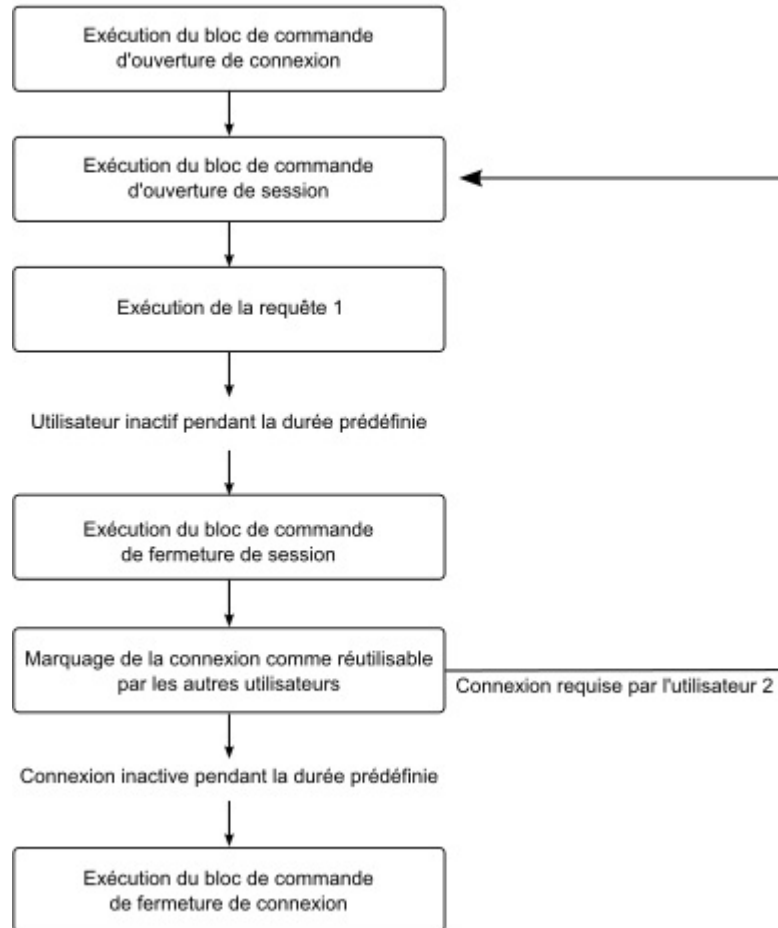 Exécution du bloc de commande
d'ouverture de connexion
Exécution du bloc de commande
d'ouverture de session
Exécution de la requête 1
Utilisateur inactif pendant la durée prédéfinie
Exécution du bloc de commande
de fermeture de session
Marquage de la connexion comme réutilisable
par les autres utilisateurs
Connexion requise par l'utilisateur 2
Connexion inactive pendant la durée prédéfinie
Exécution du bloc de commande
de fermeture de connexion